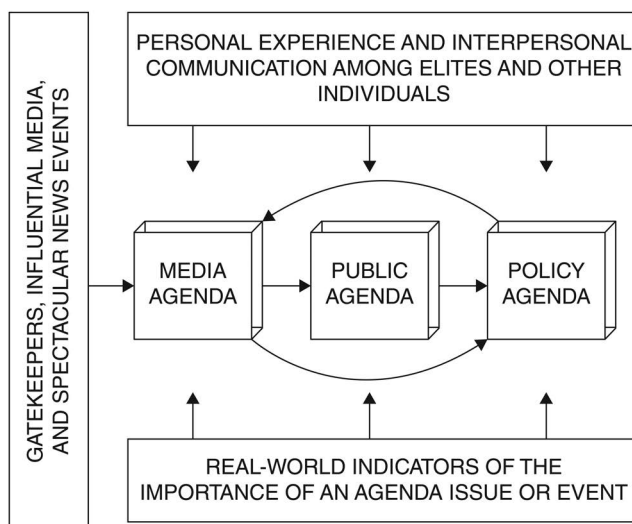 GATEKEEPERS, INFLUENTIAL MEDIA,
AND SPECTACULAR NEWS EVENTS
PERSONAL EXPERIENCE AND INTERPERSONAL
COMMUNICATION AMONG ELITES AND OTHER
INDIVIDUALS
MEDIA
AGENDA
PUBLIC
AGENDA
POLICY
AGENDA
REAL-WORLD INDICATORS OF THE
IMPORTANCE OF AN AGENDA ISSUE OR EVENT